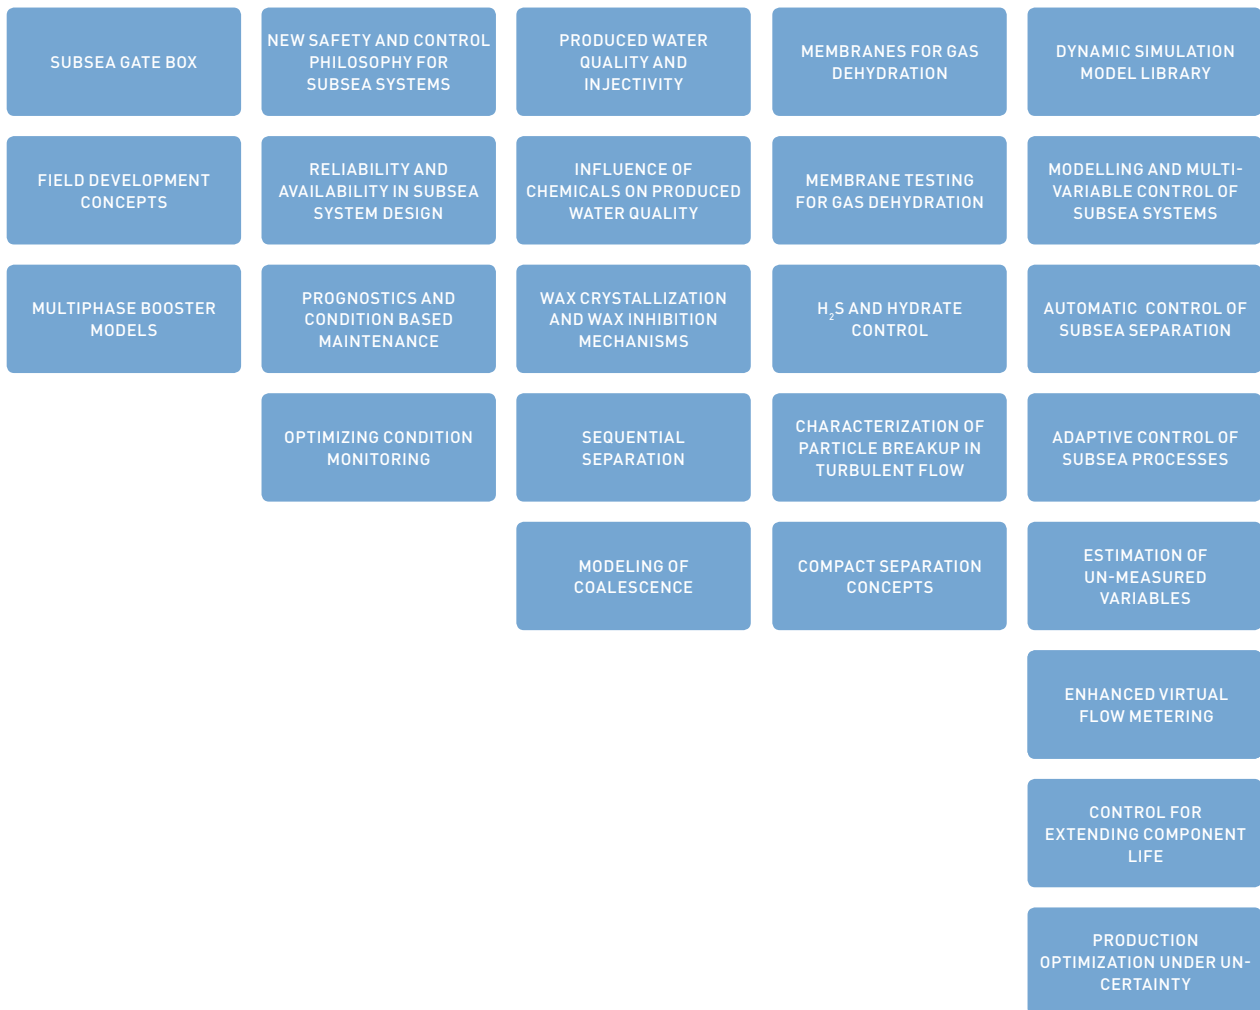 SUBSEA GATE BOX
NEW SAFETY AND CONTROL
PHILOSOPHY FOR
SUBSEA SYSTEMS
PRODUCED WATER
QUALITY AND
INJECTIVITY
MEMBRANES FOR GAS
DEHYDRATION
DYNAMIC SIMULATION
MODEL LIBRARY
FIELD DEVELOPMENT
CONCEPTS
RELIABILITY AND
AVAILABILITY IN SUBSEA
SYSTEM DESIGN
INFLUENCE OF
CHEMICALS ON PRODUCED
WATER QUALITY
MEMBRANE TESTING
FOR GAS DEHYDRATION
MODELLING AND MULTI-
VARIABLE CONTROL OF
SUBSEA SYSTEMS
MULTIPHASE BOOSTER
MODELS
PROGNOSTICS AND
CONDITION BASED
MAINTENANCE
WAX CRYSTALLIZATION
AND WAX INHIBITION
MECHANISMS
H₂S AND HYDRATE
CONTROL
AUTOMATIC CONTROL OF
SUBSEA SEPARATION
OPTIMIZING CONDITION
MONITORING
SEQUENTIAL
SEPARATION
CHARACTERIZATION OF
PARTICLE BREAKUP IN
TURBULENT FLOW
ADAPTIVE CONTROL OF
SUBSEA PROCESSES
MODELING OF
COALESCENCE
COMPACT SEPARATION
CONCEPTS
ESTIMATION OF
UN-MEASURED
VARIABLES
ENHANCED VIRTUAL
FLOW METERING
CONTROL FOR
EXTENDING COMPONENT
LIFE
PRODUCTION
OPTIMIZATION UNDER UN-
CERTAINTY